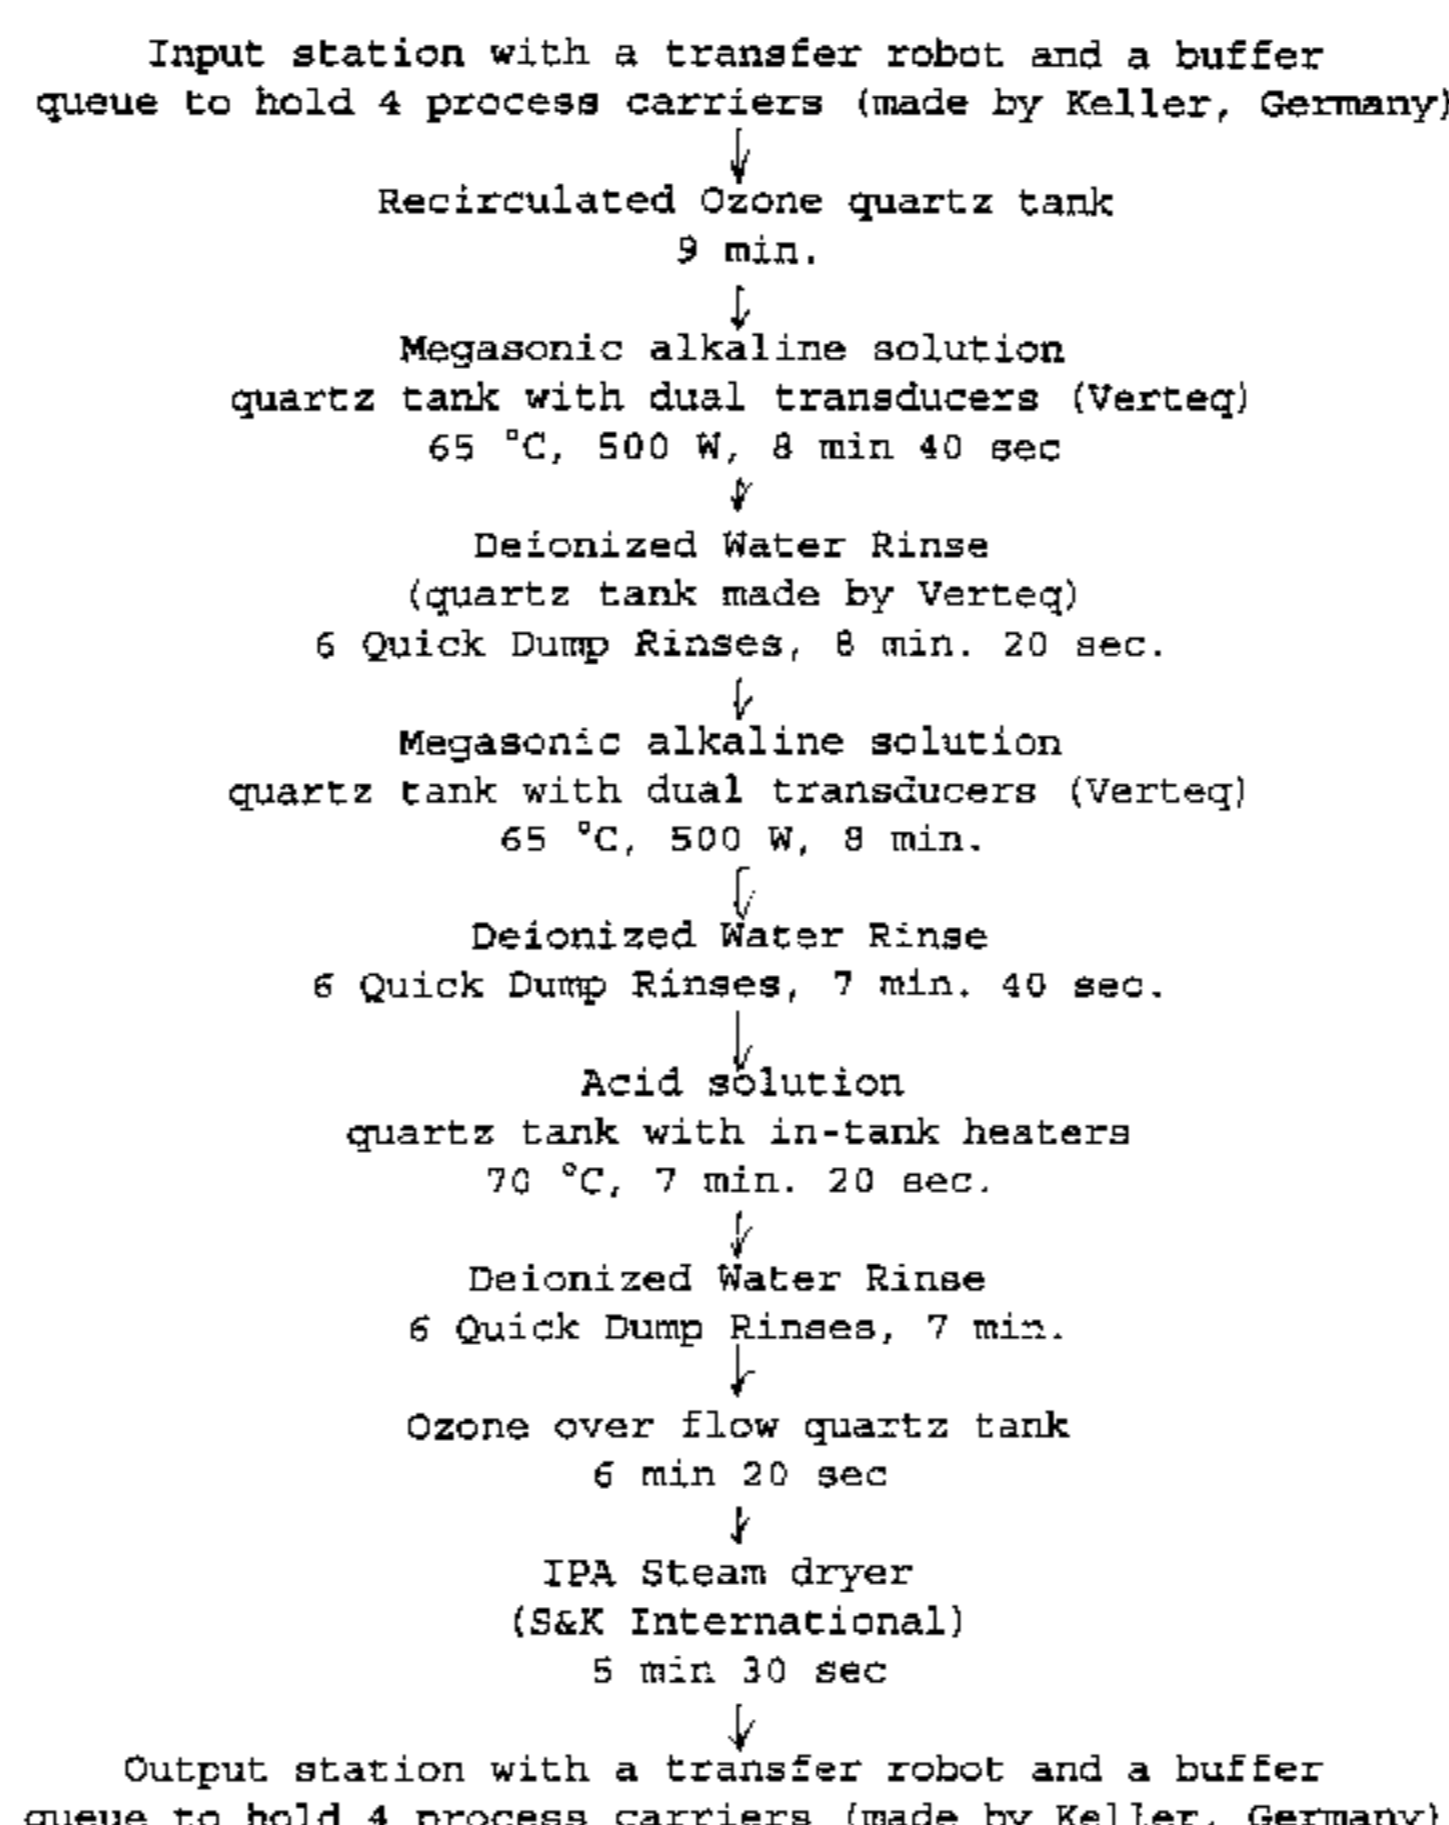 Input station with a transfer robot and a buffer
queue to hold 4 process carriers (made by Keller, Germany)
Recirculated Ozone quartz tank
9 min.
Megasonic alkaline solution
quartz tank with dual transducers (Verteq)
65 °C, 500 W, 8 min 40 sec
Deionized Water Rinse
(quartz tank made by Verteq)
6 Quick Dump Rinses, 8 min. 20 sec.
Megasonic alkaline solution
quartz tank with dual transducers (Verteq)
65 °C, 500 W, 8 min.
Deionized Water Rinse
6 Quick Dump Rinses, 7 min. 40 sec.
Acid solution
quartz tank with in-tank heaters
70 °C, 7 min. 20 sec.
Deionized Water Rinse
6 Quick Dump Rinses, 7 min.
Ozone over flow quartz tank
6 min 20 sec
IPA Steam dryer
(S&K International)
5 min 30 sec
Output station with a transfer robot and a buffer
queue to hold 4 process carriers (made by Keller, Germany)